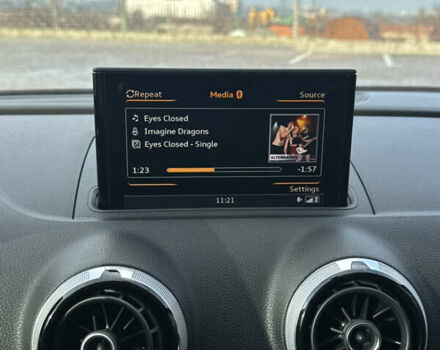 Repeat
Media
Source
Eyes Closed
Imagine Dragons
Eyes Closed - Single
1:23
-1:57
Settings
11:21